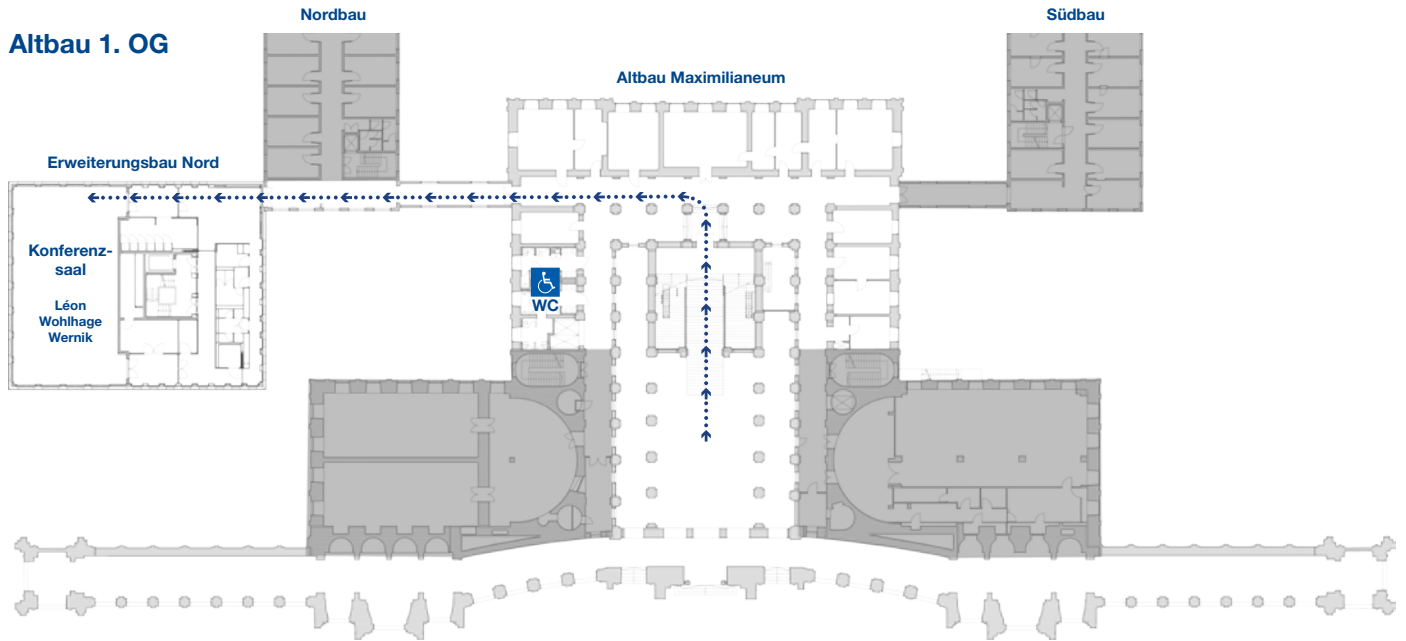 Nordbau
Südbau
Altbau 1. OG
Altbau Maximilianeum
Erweiterungsbau Nord
Konferenz-
saal
Léon
Wohlhage
Wernik
WC